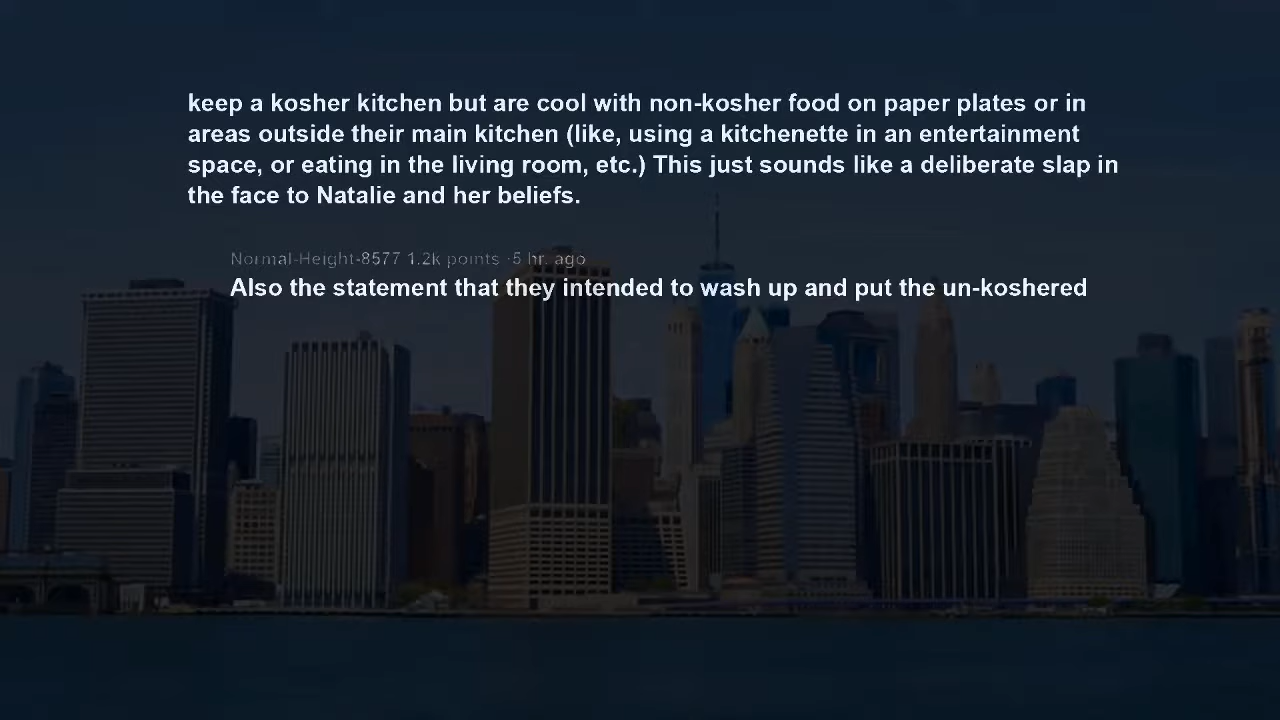 keep a kosher kitchen but are cool with non-kosher food on paper plates or in
areas outside their main kitchen (like, using a kitchenette in an entertainment
space, or eating in the living room, etc.) This just sounds like a deliberate slap in
the face to Natalie and her beliefs.
Normal-Height-8577 1.2k points ·5 hr. ago
Also the statement that they intended to wash up and put the un-koshered